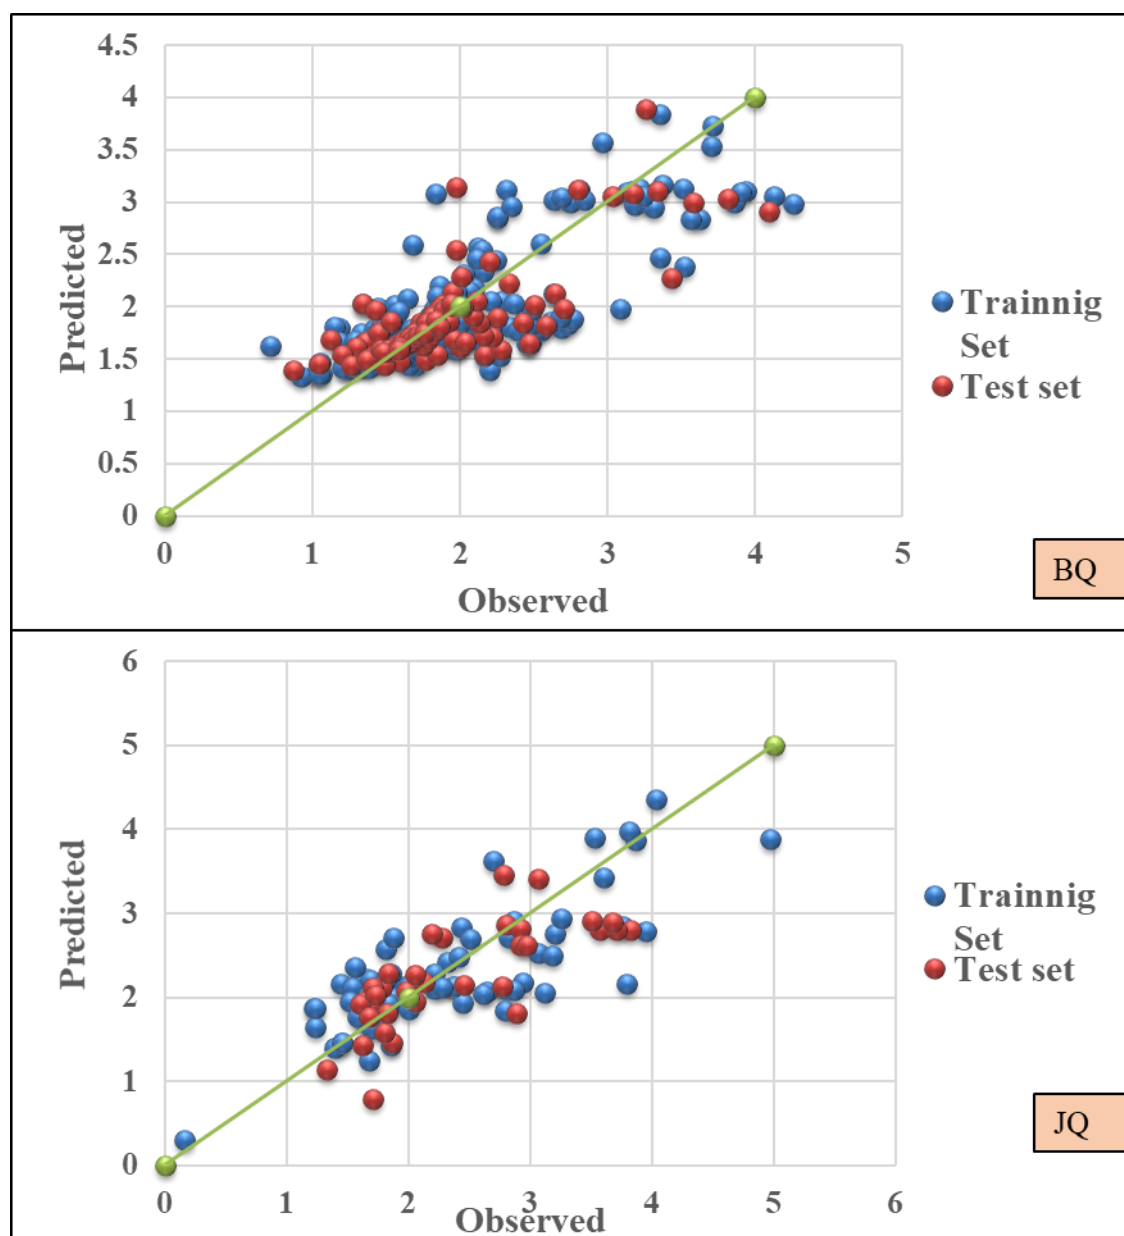 4.5
4
3.5
3
2.5
2
1.5
1
0.5
0
Predicted
0 1 2 3 4 5
Observed
Trainnig
Set
Test set
BQ
6
5
4
3
2
1
0
Predicted
0 1 2 3 4 5 6
Observed
Trainnig
Set
Test set
JQ